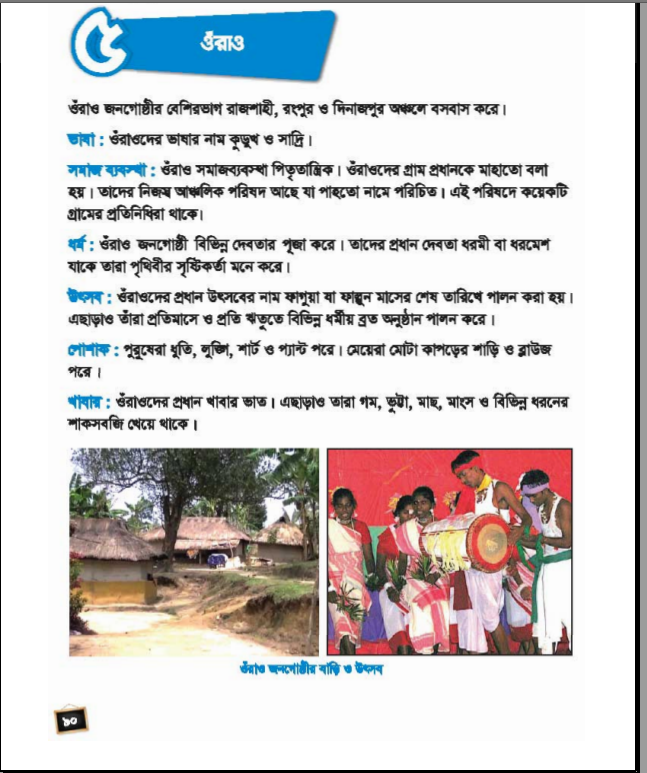 ৫
ওঁরাও
ওঁরাও জনগোষ্ঠীর বেশিরভাগ রাজশাহী, রংপুর ও দিনাজপুর অঞ্চলে বসবাস করে।
ভাষা : ওঁরাওদের ভাষার নাম কুড়ুখ ও সাদ্রি।
সমাজ ব্যবস্থা : ওঁরাও সমাজব্যবস্থা পিতৃতান্ত্রিক। ওঁরাওদের গ্রাম প্রধানকে মাহাতো বলা
হয়। তাদের নিজস্ব আঞ্চলিক পরিষদ আছে যা পাহতো নামে পরিচিত। এই পরিষদে কয়েকটি
গ্রামের প্রতিনিধিরা থাকে।
ধর্ম : ওঁরাও জনগোষ্ঠী বিভিন্ন দেবতার পূজা করে। তাদের প্রধান দেবতা ধরমী বা ধরমেশ
যাকে তারা পৃথিবীর সৃষ্টিকর্তা মনে করে।
উৎসব : ওঁরাওদের প্রধান উৎসবের নাম ফাগুয়া যা ফাল্গুন মাসের শেষ তারিখে পালন করা হয়।
এছাড়াও তাঁরা প্রতিমাসে ও প্রতি ঋতুতে বিভিন্ন ধর্মীয় ব্রত অনুষ্ঠান পালন করে।
পোশাক : পুরুষেরা ধুতি, লুঙ্গি, শার্ট ও প্যান্ট পরে। মেয়েরা মোটা কাপড়ের শাড়ি ও ব্লাউজ
পরে।
খাবার : ওঁরাওদের প্রধান খাবার ভাত। এছাড়াও তারা গম, ভুট্টা, মাছ, মাংস ও বিভিন্ন ধরনের
শাকসবজি খেয়ে থাকে।
ওঁরাও জনগোষ্ঠীর বাড়ি ও উৎসব
৯০